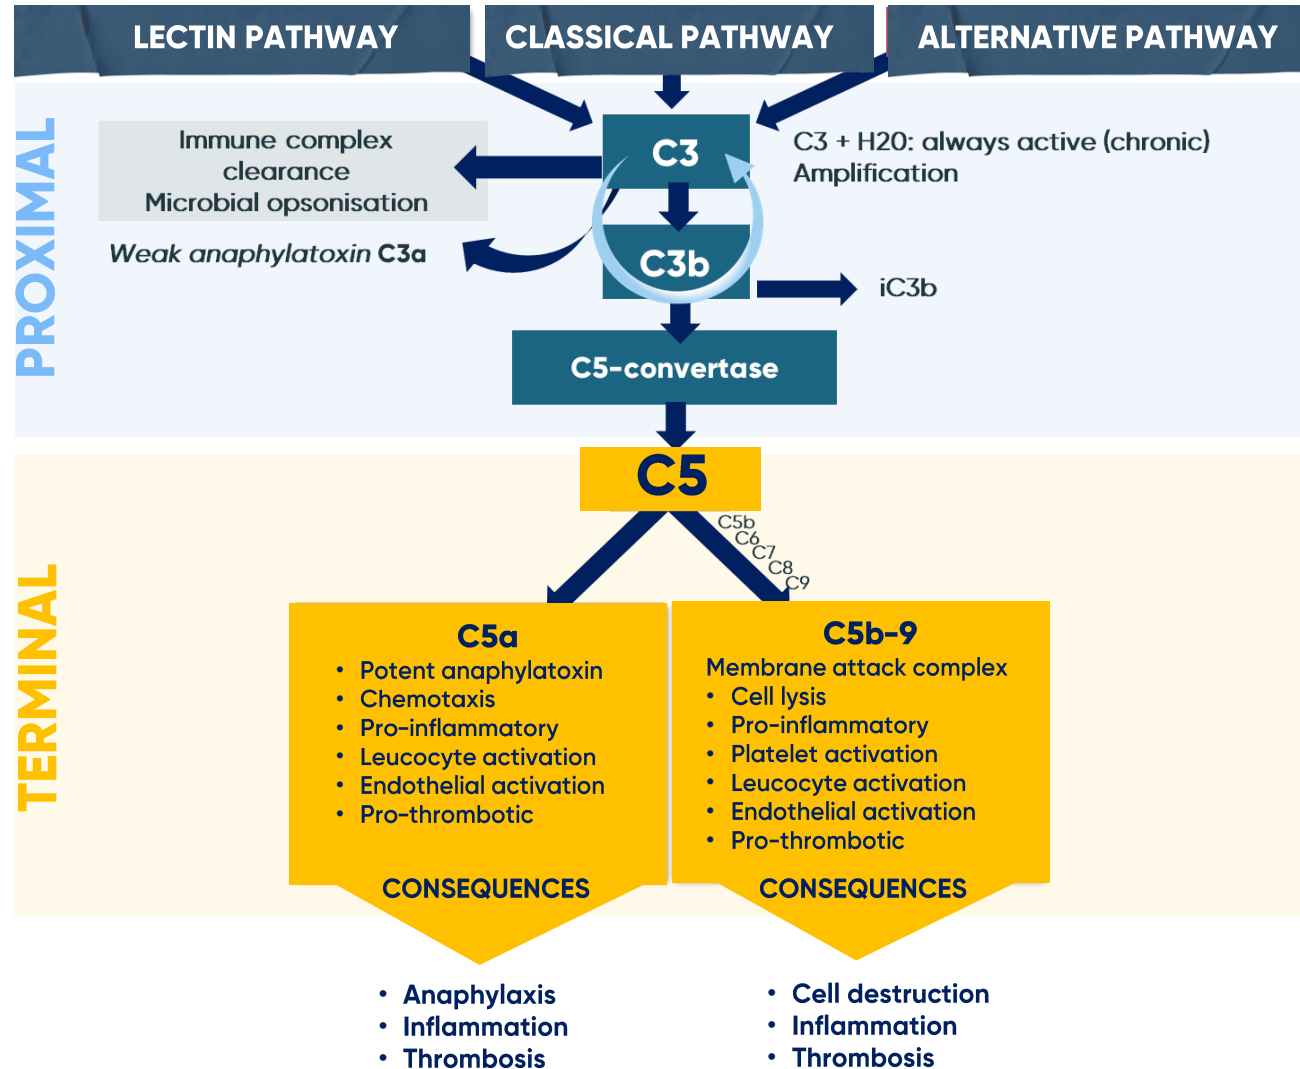 LECTIN PATHWAY
CLASSICAL PATHWAY
ALTERNATIVE PATHWAY
PROXIMAL
Immune complex
clearance
Microbial opsonisation
Weak anaphylatoxin C3a
C3
C3 + H20: always active (chronic)
Amplification
C3b
iC3b
C5-convertase
TERMINAL
C5
C5b
C6
C7
C8
C9
C5a
• Potent anaphylatoxin
• Chemotaxis
• Pro-inflammatory
• Leucocyte activation
• Endothelial activation
• Pro-thrombotic
CONSEQUENCES
• Anaphylaxis
• Inflammation
• Thrombosis
C5b-9
Membrane attack complex
• Cell lysis
• Pro-inflammatory
• Platelet activation
• Leucocyte activation
• Endothelial activation
• Pro-thrombotic
CONSEQUENCES
• Cell destruction
• Inflammation
• Thrombosis